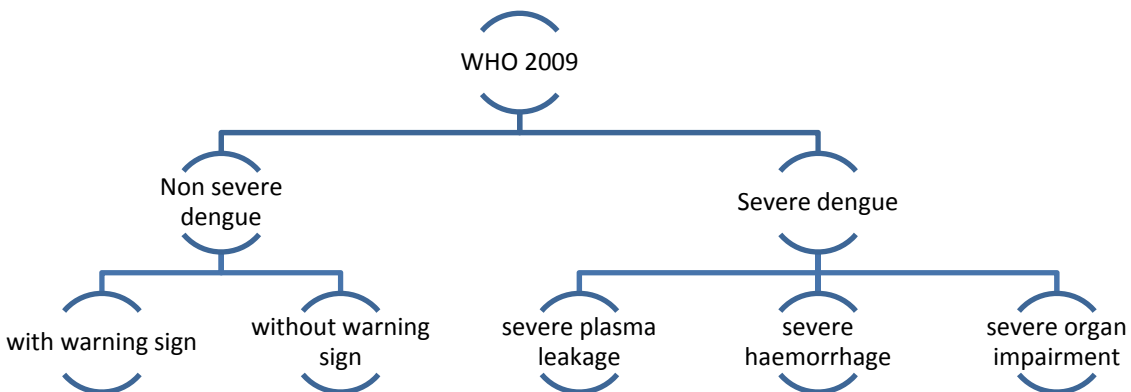 WHO 2009
Non severe
dengue
Severe dengue
with warning sign
without warning
sign
severe plasma
leakage
severe
haemorrhage
severe organ
impairment